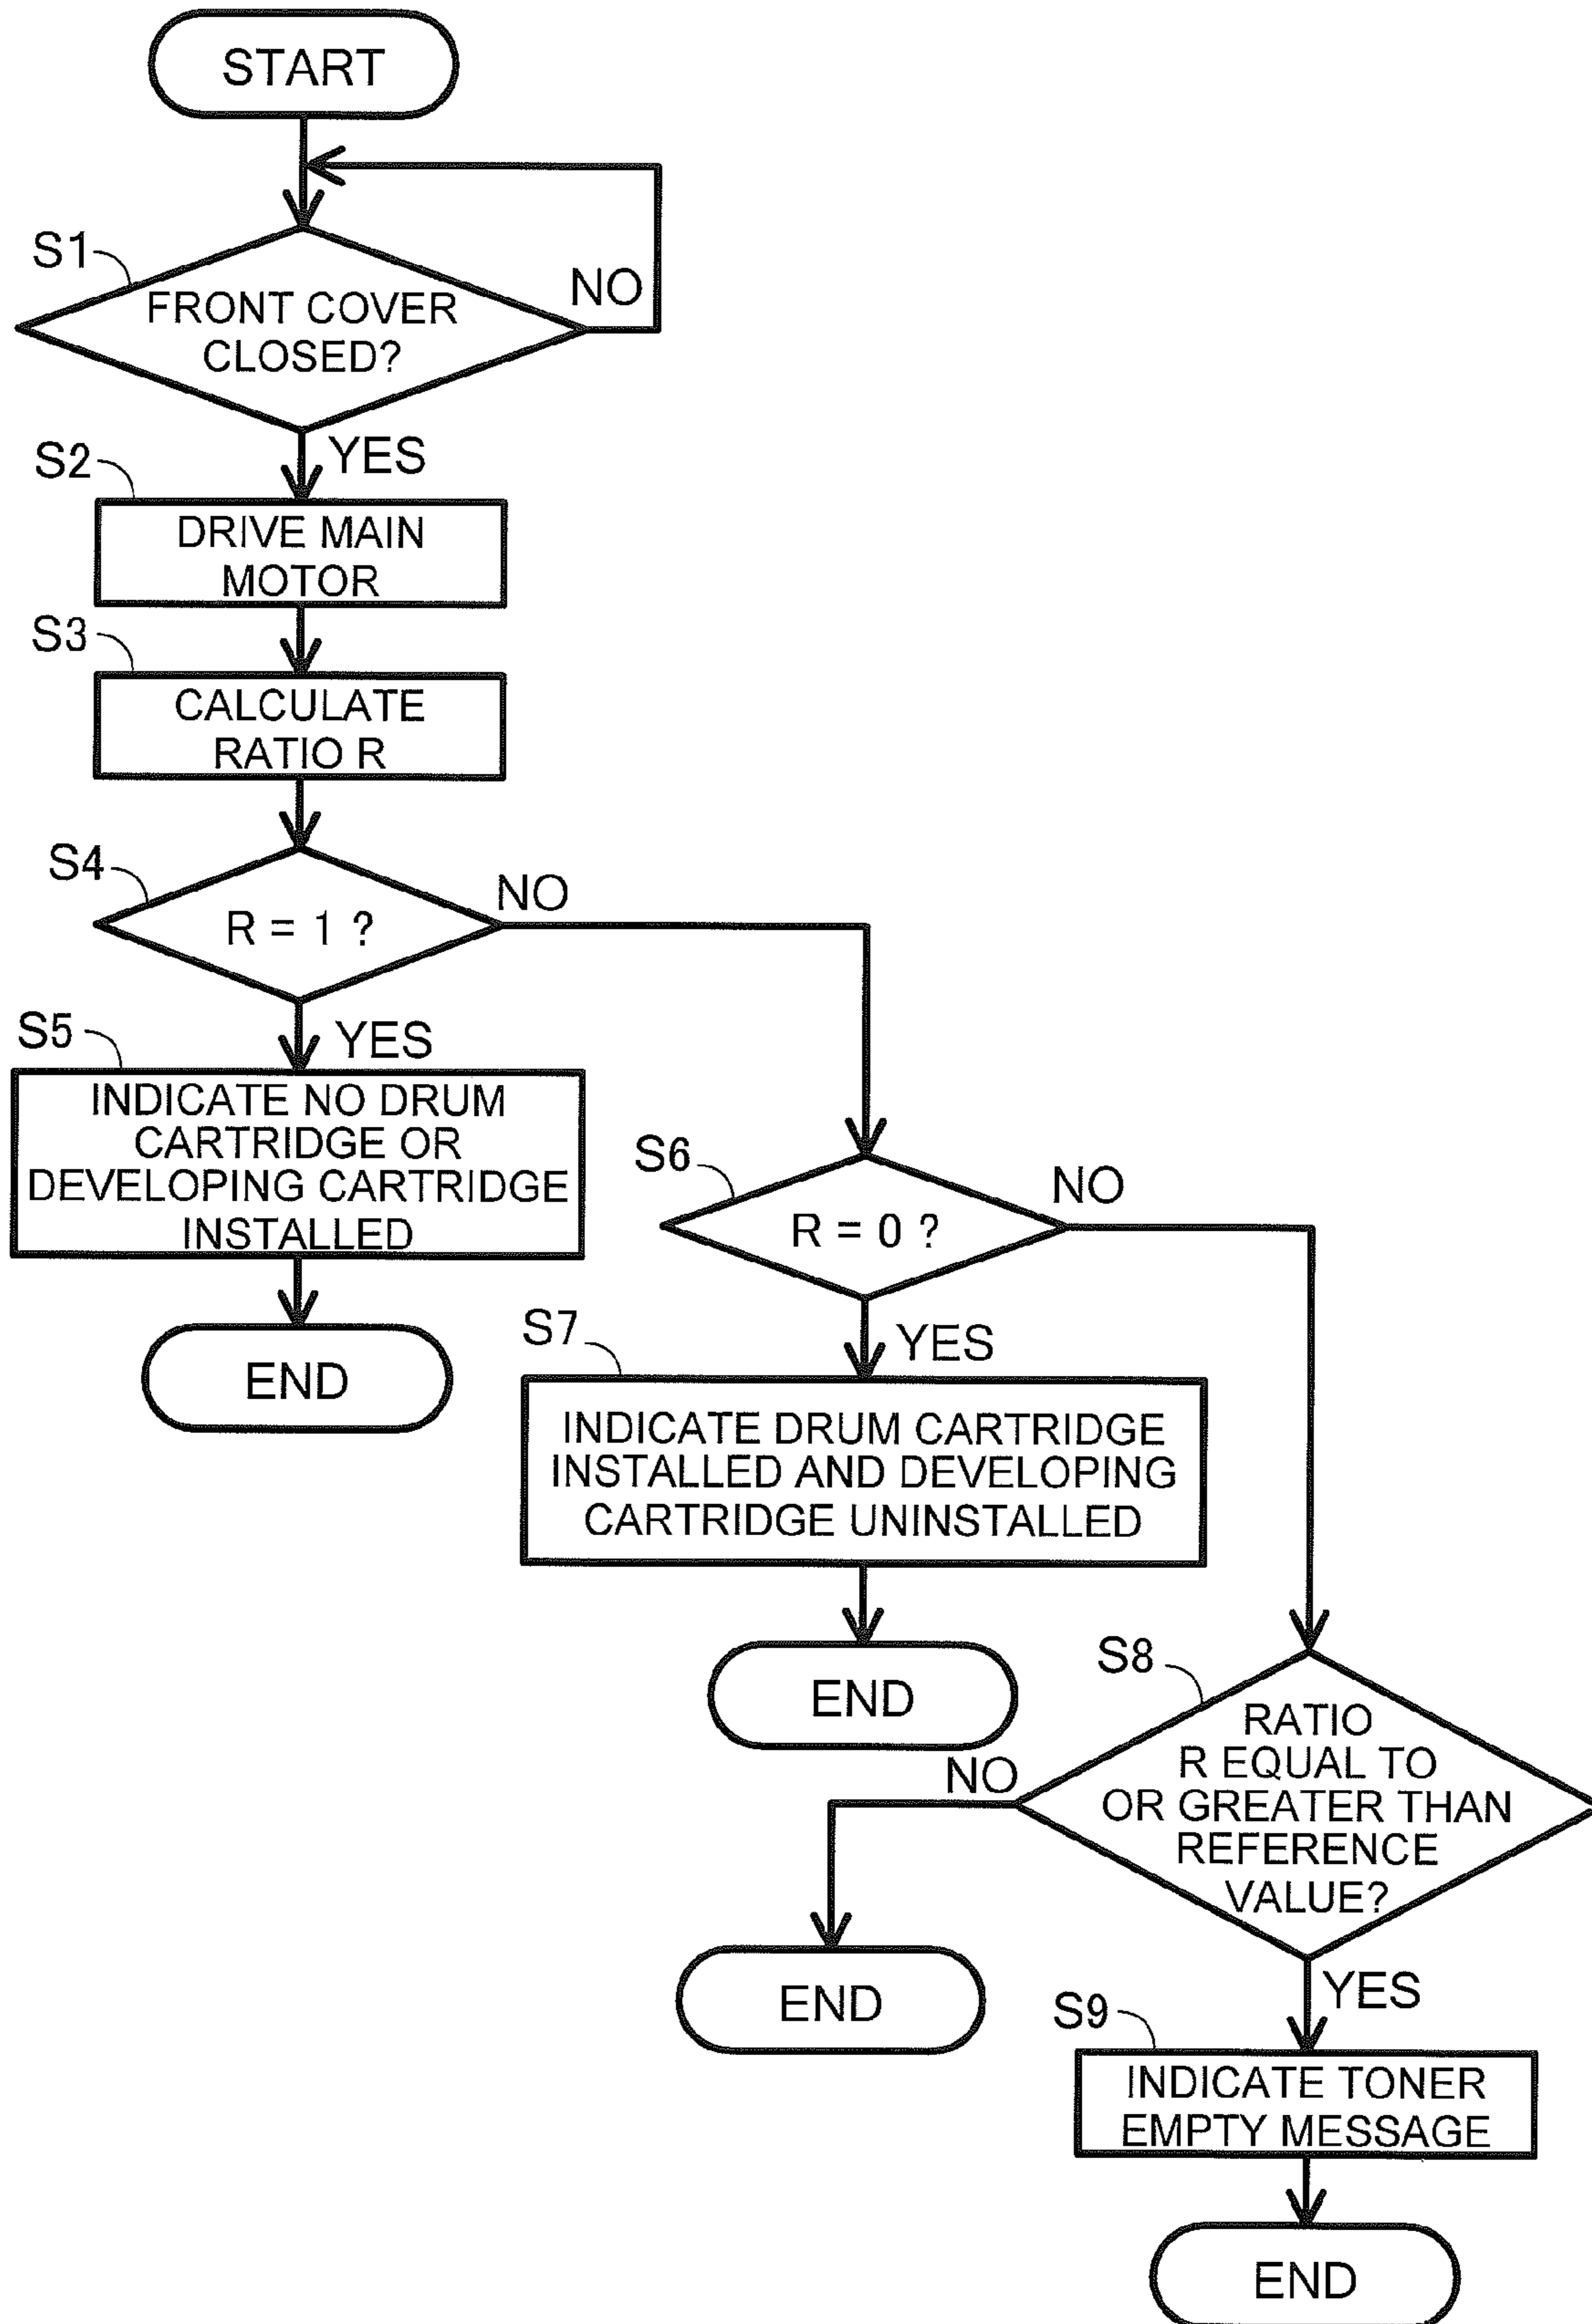 START
S1
FRONT COVER
CLOSED?
NO
YES
S2
DRIVE MAIN
MOTOR
S3
CALCULATE
RATIO R
S4
R = 1 ?
NO
YES
S5
INDICATE NO DRUM
CARTRIDGE OR
DEVELOPING CARTRIDGE
INSTALLED
END
S6
R = 0 ?
NO
YES
S7
INDICATE DRUM CARTRIDGE
INSTALLED AND DEVELOPING
CARTRIDGE UNINSTALLED
END
S8
RATIO
R EQUAL TO
OR GREATER THAN
REFERENCE
VALUE?
NO
END
YES
S9
INDICATE TONER
EMPTY MESSAGE
END